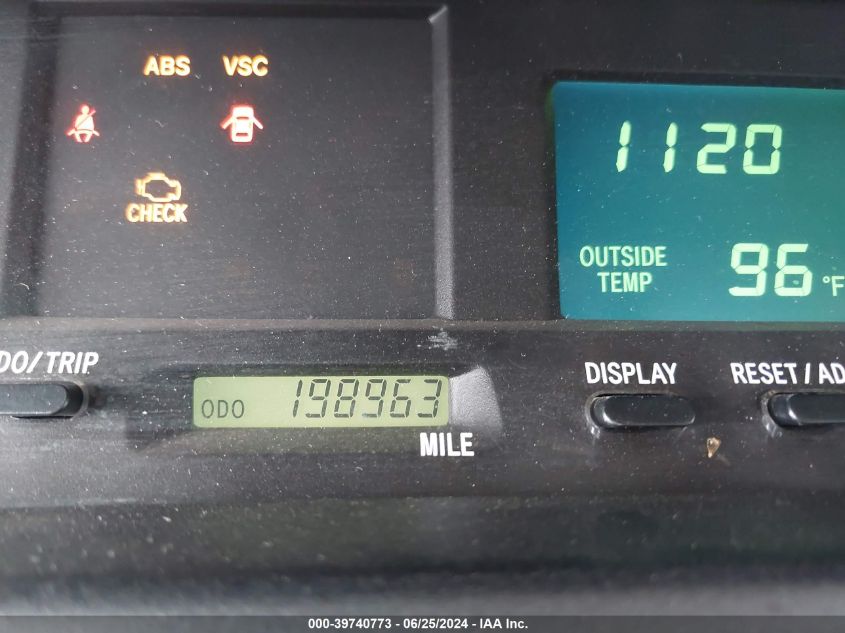 ABS VSC
CHECK
1120
OUTSIDE TEMP 96 °F
DO/TRIP
DISPLAY
RESET / AD
ODO 198963
MILE
000-39740773 - 06/25/2024 - IAA Inc.